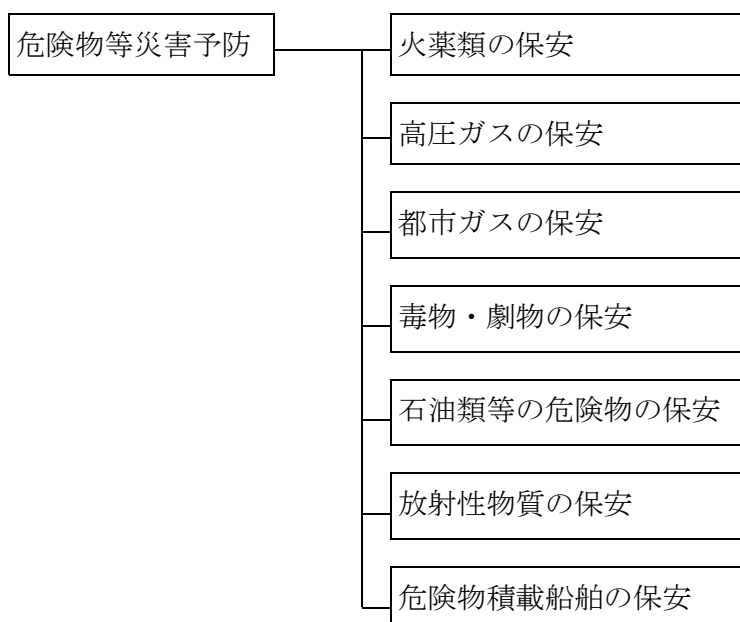 危険物等災害予防
火薬類の保安
高圧ガスの保安
都市ガスの保安
毒物・劇物の保安
石油類等の危険物の保安
放射性物質の保安
危険物積載船舶の保安